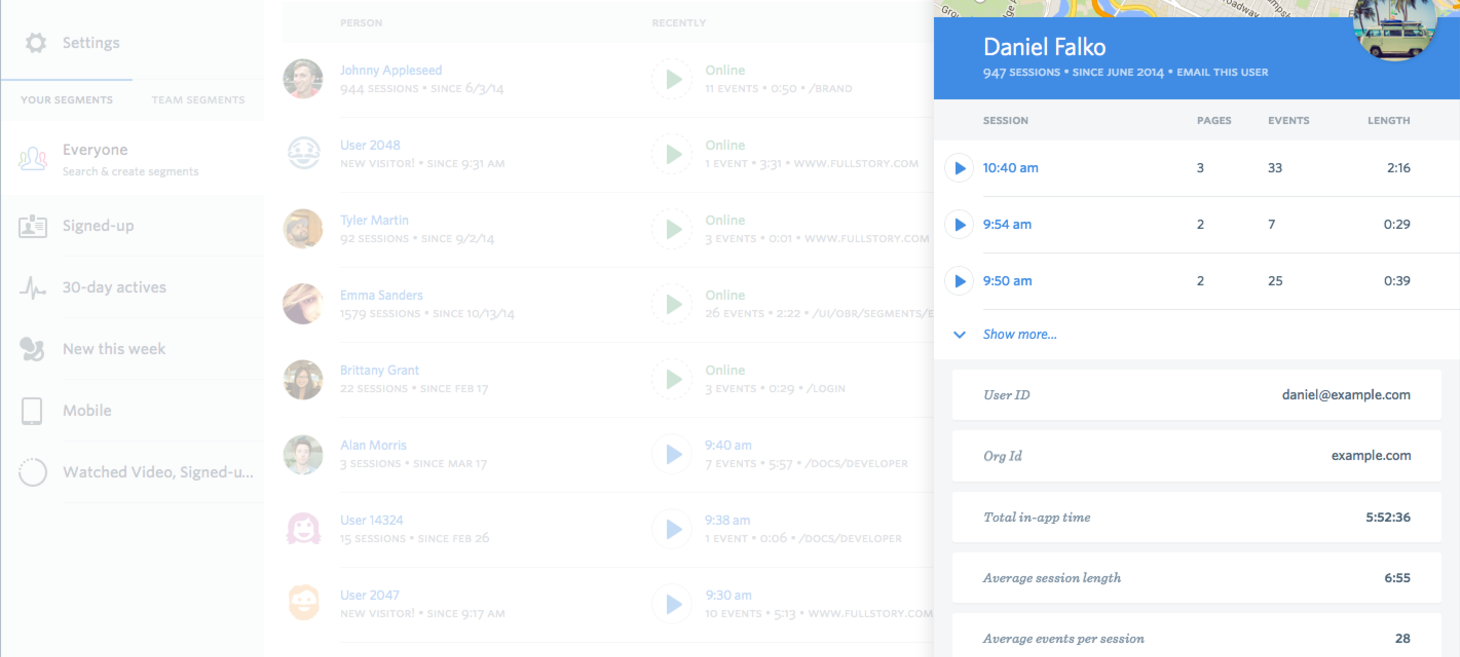 Settings
YOUR SEGMENTS TEAM SEGMENTS
Everyone
Search & create segments
Signed-up
30-day actives
New this week
Mobile
Watched Video, Signed-u...
PERSON RECENTLY
Johnny Appleseed Online
944 SESSIONS • SINCE 6/3/14 11 EVENTS • 0:50 • /BRAND
User 2048 Online
NEW VISITOR! • SINCE 9:31 AM 1 EVENT • 3:31 • WWW.FULLSTORY.COM
Tyler Martin Online
92 SESSIONS • SINCE 9/2/14 3 EVENTS • 0:01 • WWW.FULLSTORY.COM
Emma Sanders Online
1579 SESSIONS • SINCE 10/13/14 26 EVENTS • 2:22 • /UI/OBR/SEGMENTS/E
Brittany Grant Online
22 SESSIONS • SINCE FEB 17 3 EVENTS • 0:29 • /LOGIN
Alan Morris 9:40 am
3 SESSIONS • SINCE MAR 17 7 EVENTS • 5:57 • /DOCS/DEVELOPER
User 14324 9:38 am
15 SESSIONS • SINCE FEB 26 1 EVENT • 0:06 • /DOCS/DEVELOPER
User 2047 9:30 am
NEW VISITOR! • SINCE 9:17 AM 10 EVENTS • 5:13 • WWW.FULLSTORY.COM
Daniel Falko
947 SESSIONS • SINCE JUNE 2014 • EMAIL THIS USER
SESSION PAGES EVENTS LENGTH
10:40 am 3 33 2:16
9:54 am 2 7 0:29
9:50 am 2 25 0:39
Show more...
User ID daniel@example.com
Org Id example.com
Total in-app time 5:52:36
Average session length 6:55
Average events per session 28